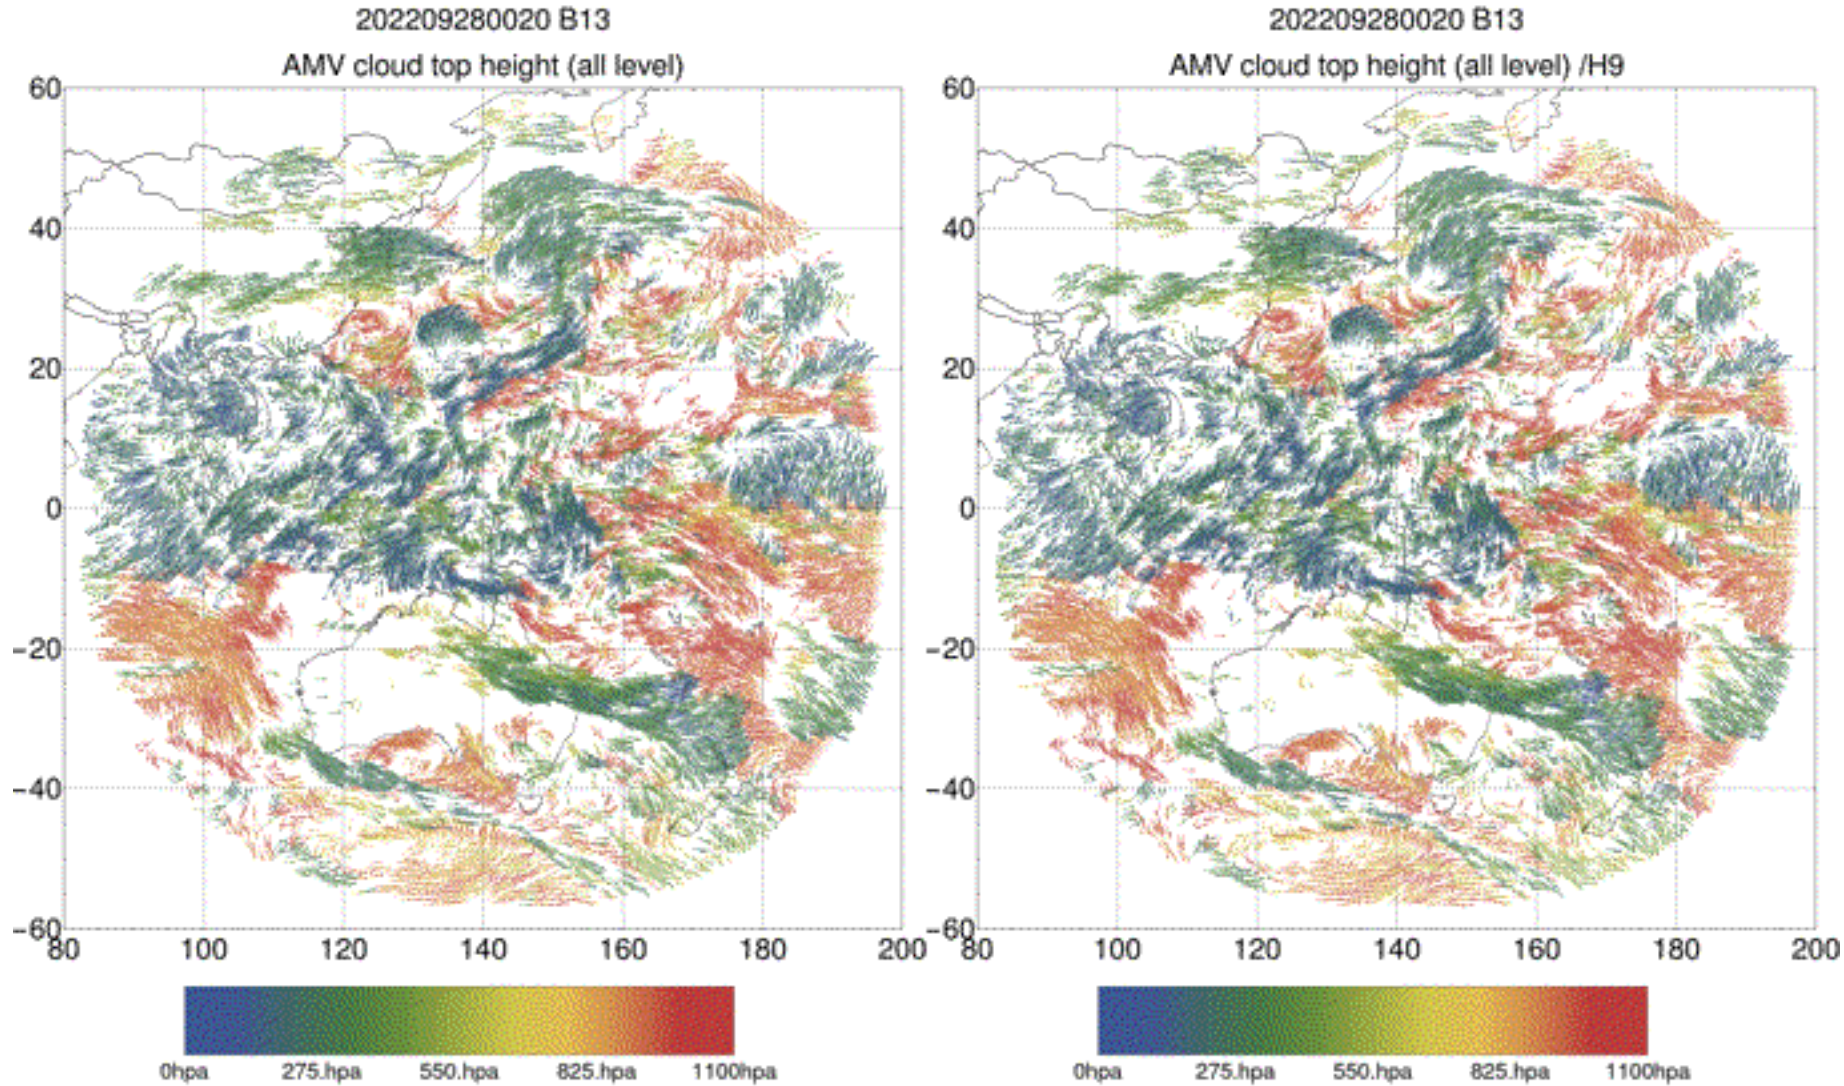 202209280020 B13
AMV cloud top height (all level)
60
40
20
0
−20
−40
−60
80 100 120 140 160 180 200
0hpa 275.hpa 550.hpa 825.hpa 1100hpa
202209280020 B13
AMV cloud top height (all level) /H9
60
40
20
0
−20
−40
−60
80 100 120 140 160 180 200
0hpa 275.hpa 550.hpa 825.hpa 1100hpa